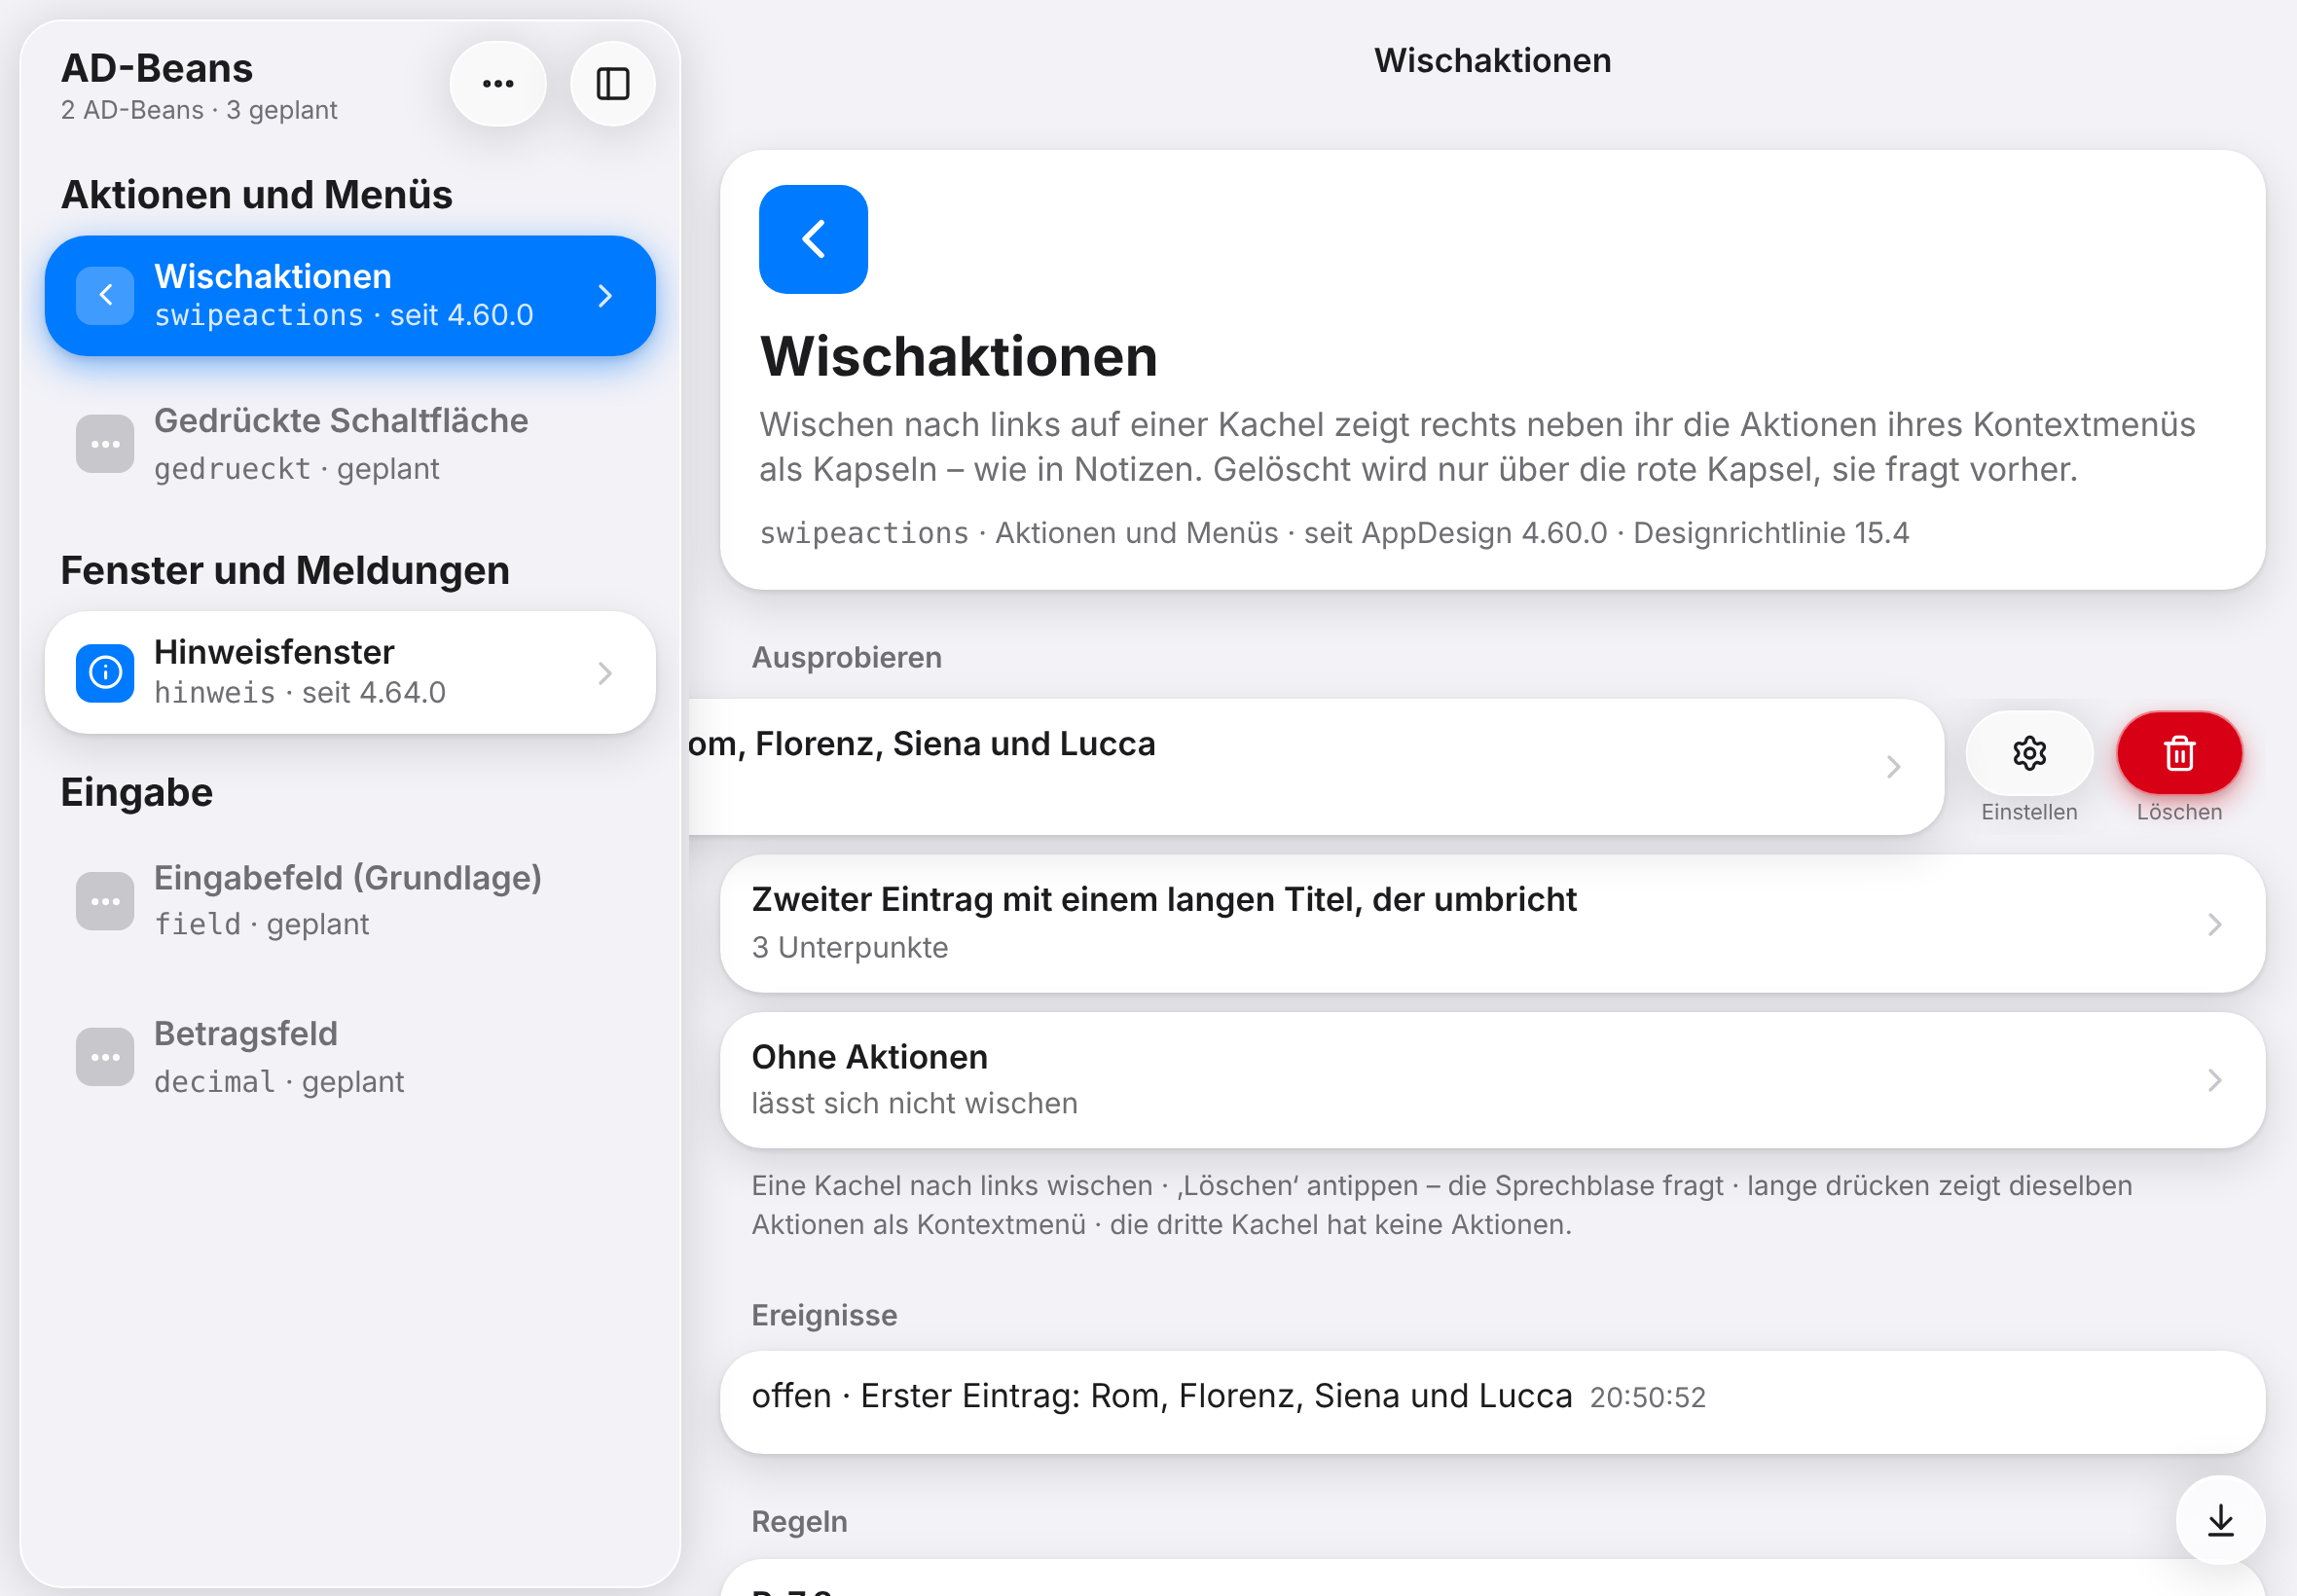 AD-Beans
2 AD-Beans · 3 geplant
Aktionen und Menüs
Wischaktionen
swipeactions · seit 4.60.0
Gedrückte Schaltfläche
gedrueckt · geplant
Fenster und Meldungen
Hinweisfenster
hinweis · seit 4.64.0
Eingabe
Eingabefeld (Grundlage)
field · geplant
Betragsfeld
decimal · geplant
Wischaktionen
Wischaktionen
Wischen nach links auf einer Kachel zeigt rechts neben ihr die Aktionen ihres Kontextmenüs
als Kapseln – wie in Notizen. Gelöscht wird nur über die rote Kapsel, sie fragt vorher.
swipeactions · Aktionen und Menüs · seit AppDesign 4.60.0 · Designrichtlinie 15.4
Ausprobieren
om, Florenz, Siena und Lucca
Einstellen
Löschen
Zweiter Eintrag mit einem langen Titel, der umbricht
3 Unterpunkte
Ohne Aktionen
lässt sich nicht wischen
Eine Kachel nach links wischen · ‚Löschen‘ antippen – die Sprechblase fragt · lange drücken zeigt dieselben
Aktionen als Kontextmenü · die dritte Kachel hat keine Aktionen.
Ereignisse
offen · Erster Eintrag: Rom, Florenz, Siena und Lucca 20:50:52
Regeln